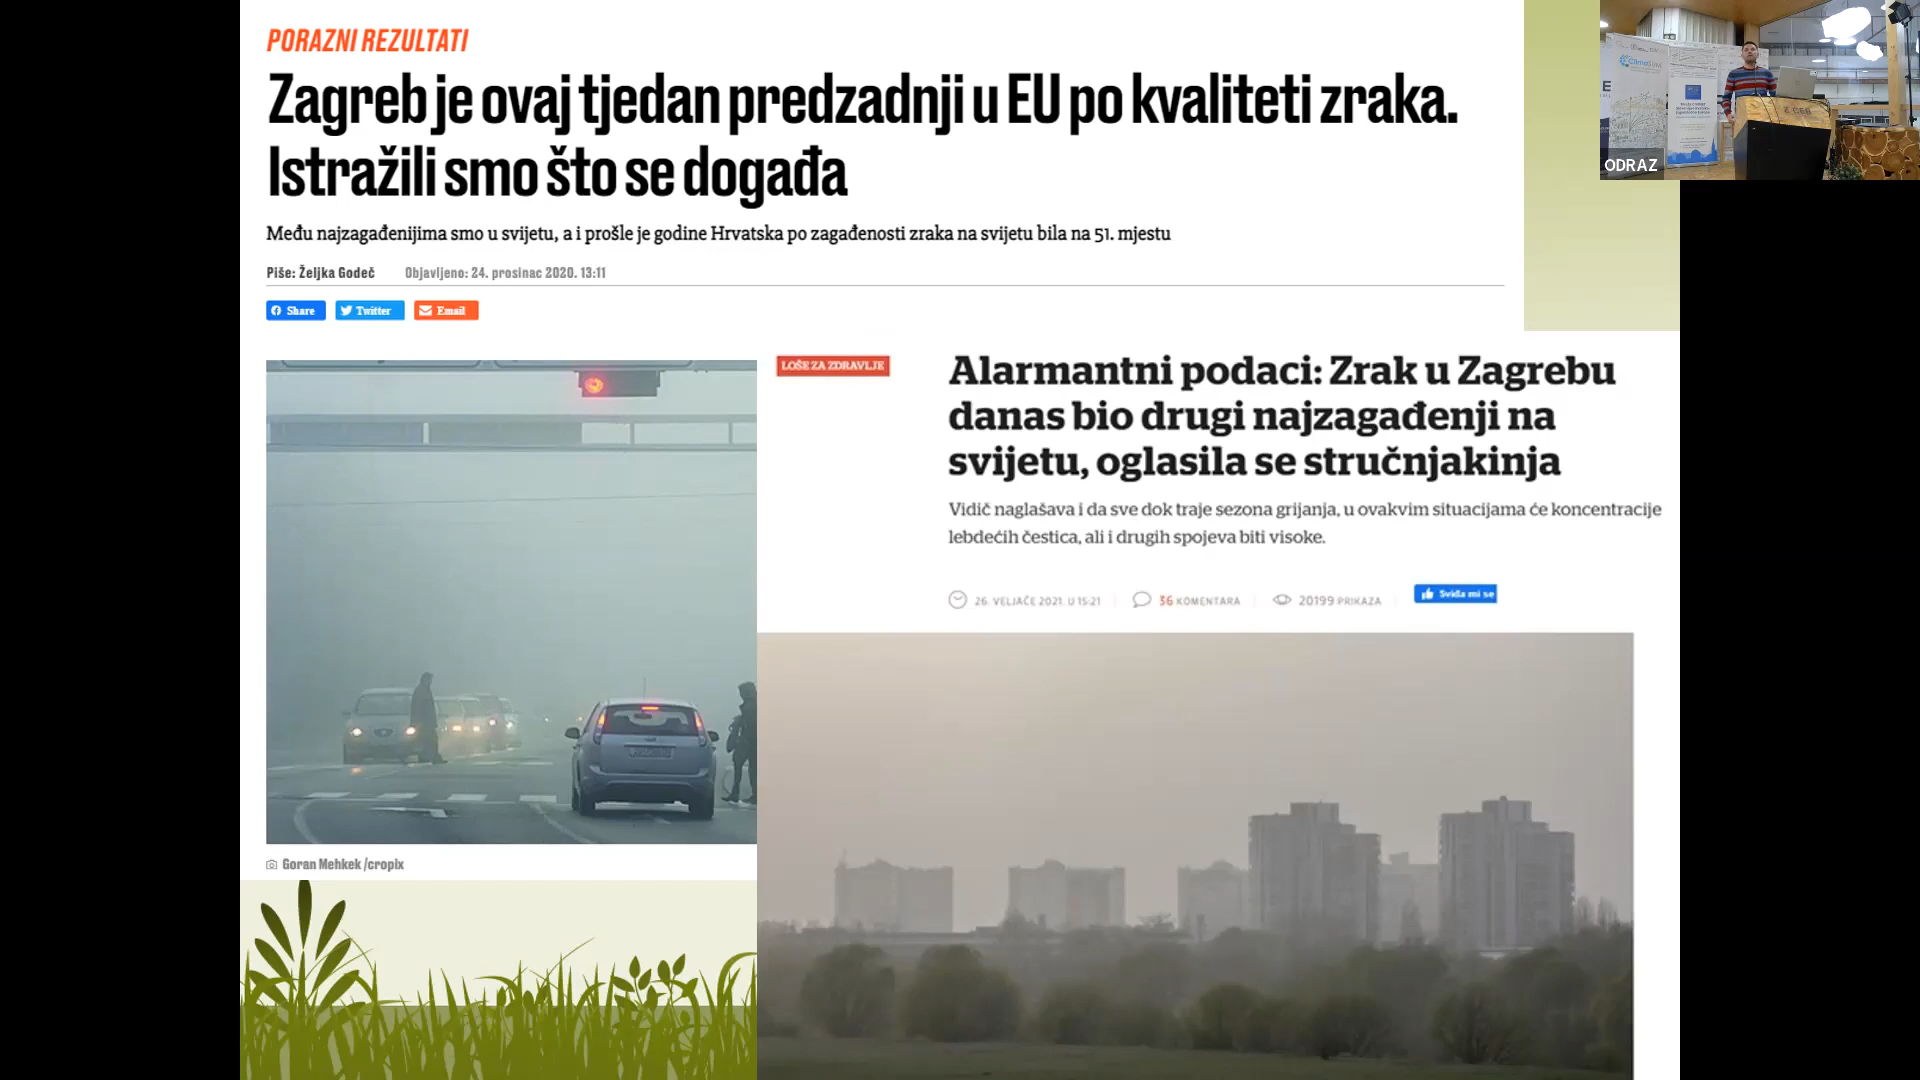 PORAZNI REZULTATI
Zagreb je ovaj tjedan predzadnji u EU po kvaliteti zraka.
Istražili smo što se događa
Među najzagađenijima smo u svijetu, a i prošle je godine Hrvatska po zagađenosti zraka na svijetu bila na 51. mjestu
Piše: Željka Godeč Objavljeno: 24. prosinac 2020. 13:11
Share Twitter Email
LOŠE ZA ZDRAVLJE
Alarmantni podaci: Zrak u Zagrebu
danas bio drugi najzagađenji na
svijetu, oglasila se stručnjakinja
Vidič naglašava i da sve dok traje sezona grijanja, u ovakvim situacijama će koncentracije
lebdećih čestica, ali i drugih spojeva biti visoke.
26. VELJAČE 2021. U 15:21 36 KOMENTARA 20199 PRIKAZA Sviđa mi se
Goran Mehkek /cropix
ODRAZ